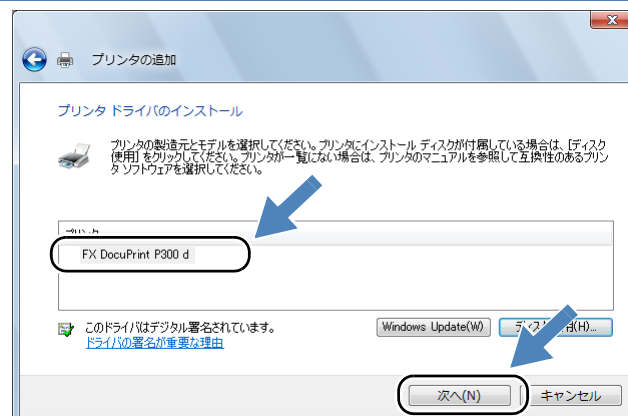 プリンタの追加
プリンタ ドライバのインストール
プリンタの製造元とモデルを選択してください。プリンタにインストール ディスクが付属している場合は、[ディスク
使用] をクリックしてください。プリンタが一覧にない場合は、プリンタのマニュアルを参照して互換性のあるプリン
タ ソフトウェアを選択してください。
FX DocuPrint P300 d
このドライバはデジタル署名されています。
Windows Update(W)
ドライバの署名が重要な理由
次へ(N)
キャンセル